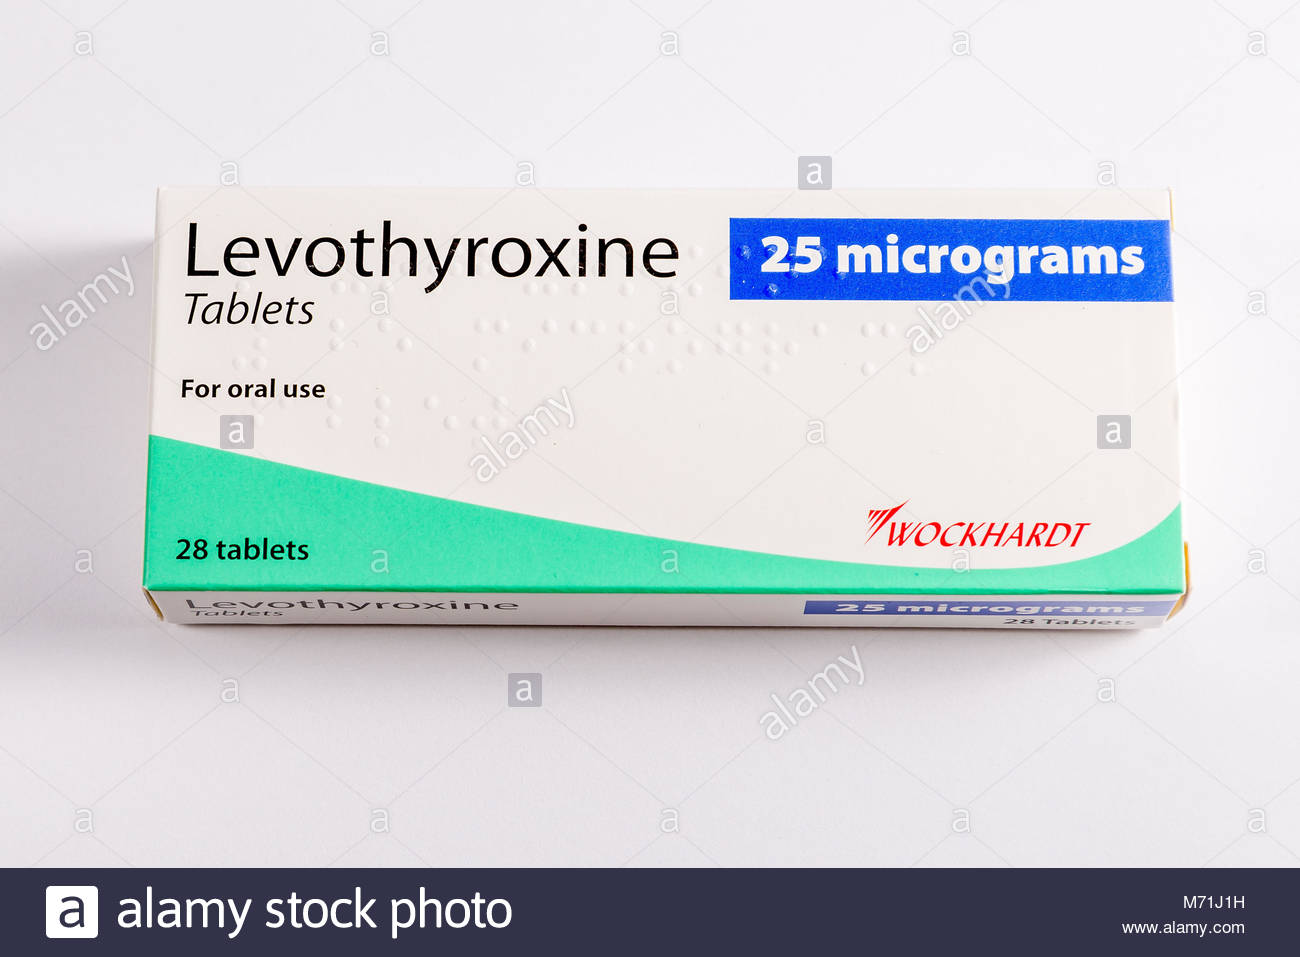 Levothyroxine
25 micrograms
Tablets
For oral use
28 tablets
WOCKHARDT
Levothyroxine
25 micrograms
Tablets
28 Tablets
a alamy stock photo
M71J1H
www.alamy.com
alamy
alamy
alamy
alamy
a
a
a
a